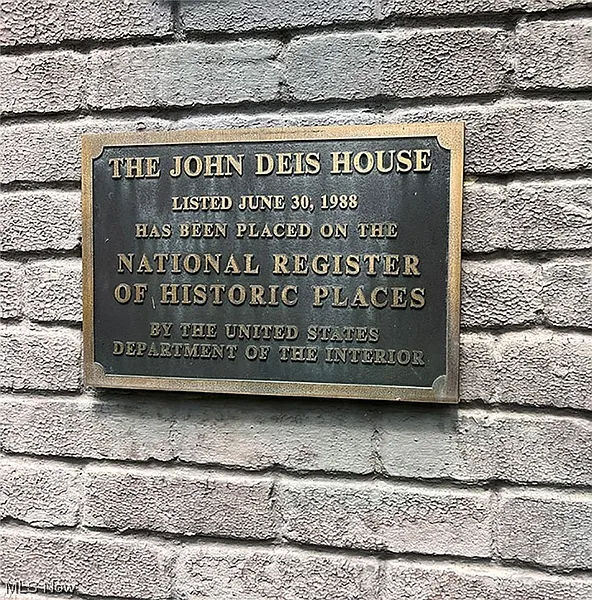 THE JOHN DEIS HOUSE
LISTED JUNE 30, 1988
HAS BEEN PLACED ON THE
NATIONAL REGISTER
OF HISTORIC PLACES
BY THE UNITED STATES
DEPARTMENT OF THE INTERIOR
MLS Now